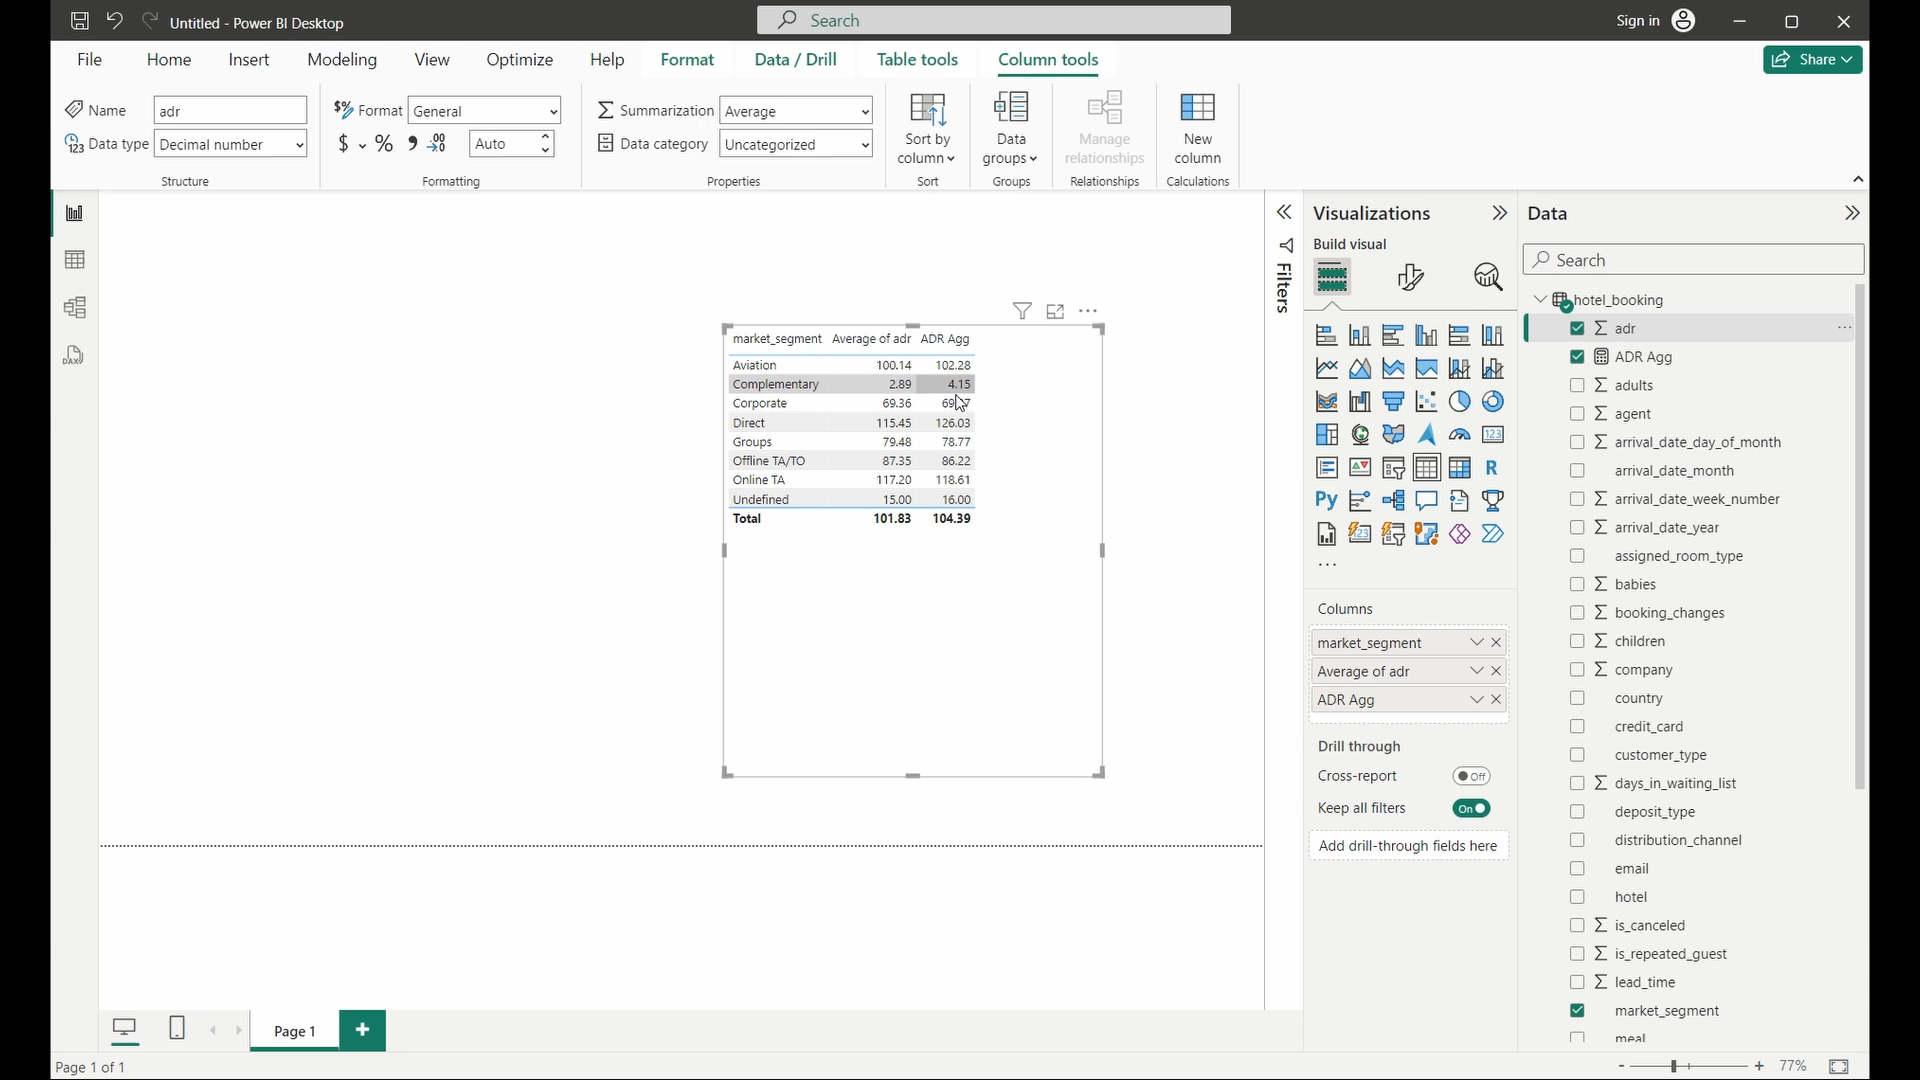 Untitled - Power BI Desktop
Search
Sign in
File Home Insert Modeling View Optimize Help Format Data / Drill Table tools Column tools
Share
Name adr
Data type Decimal number
Structure
Format General
$ % 9 .00 Auto
Formatting
Summarization Average
Data category Uncategorized
Properties
Sort by
column
Sort
Data
groups
Groups
Manage
relationships
Relationships
New
column
Calculations
DAX
market_segment Average of adr ADR Agg
Aviation 100.14 102.28
Complementary 2.89 4.15
Corporate 69.36
Direct 115.45 126.03
Groups 79.48 78.77
Offline TA/TO 87.35 86.22
Online TA 117.20 118.61
Undefined 15.00 16.00
Total 101.83 104.39
Filters
Visualizations
Build visual
123
R
Py
123
Columns
market_segment
Average of adr
ADR Agg
Drill through
Cross-report Off
Keep all filters On
Add drill-through fields here
Data
Search
hotel_booking
adr
ADR Agg
adults
agent
arrival_date_day_of_month
arrival_date_month
arrival_date_week_number
arrival_date_year
assigned_room_type
babies
booking_changes
children
company
country
credit_card
customer_type
days_in_waiting_list
deposit_type
distribution_channel
email
hotel
is_canceled
is_repeated_guest
lead_time
market_segment
meal
Page 1
+
Page 1 of 1
- + 77%